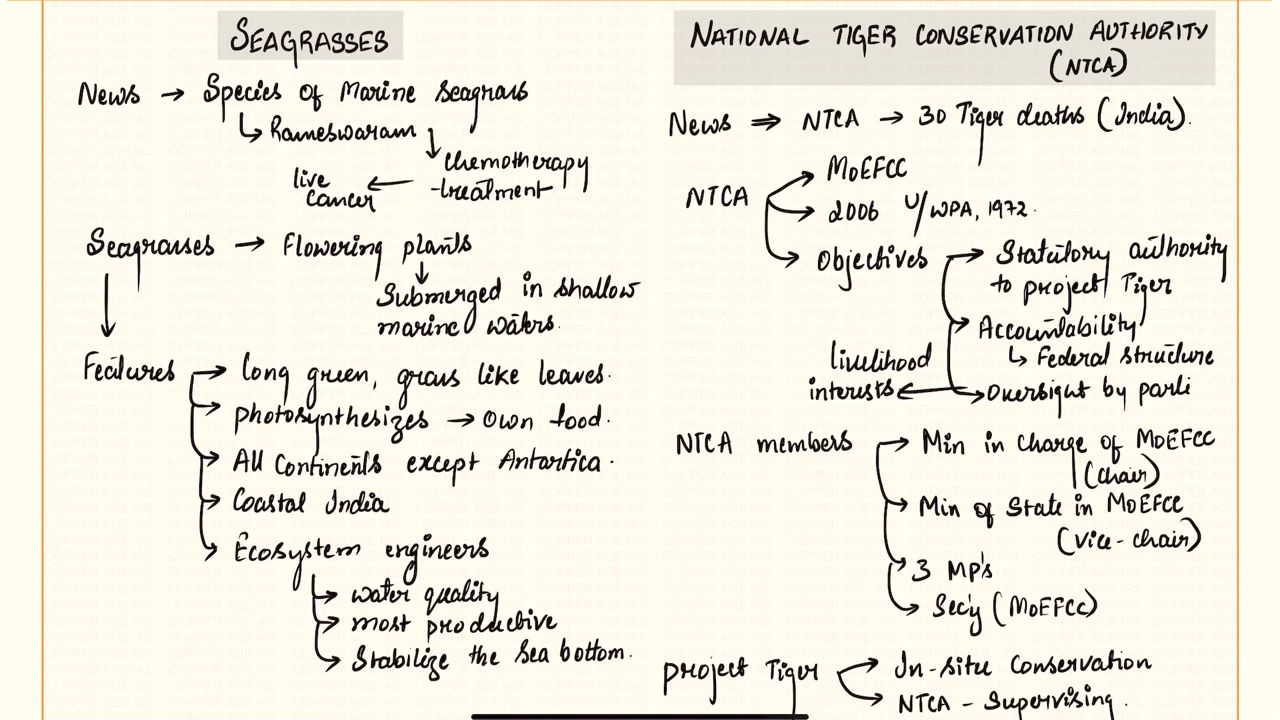 SEAGRASSES
News → Species of Marine Seagrass
↳ Rameswaram ↓
Chemotherapy
treatment
live ←
Cancer
Seagrasses → Flowering plants
↓
Submerged in shallow
marine waters.
Features → long green, grass like leaves.
→ photosynthesizes → Own food.
→ All Continents except Antartica.
→ Coastal India
→ Ecosystem engineers
→ water quality
→ most productive
→ Stabilize the sea bottom.
NATIONAL TIGER CONSERVATION AUTHORITY
(NTCA)
News ⇒ NTCA → 30 Tiger deaths (India).
NTCA → MoEFCC
→ 2006 U/WPA, 1972.
→ Objectives → Statutory authority
to project Tiger
→ Accountability
↳ Federal structure
livelihood
interests ← → Oversight by parli
NTCA members → Min in Charge of MoEFCC
(Chair)
→ Min of State in MoEFCC
(Vice-chair)
→ 3 MP's
→ Sec'y (MoEFCC)
project Tiger → In-situ Conservation
→ NTCA - Supervising.